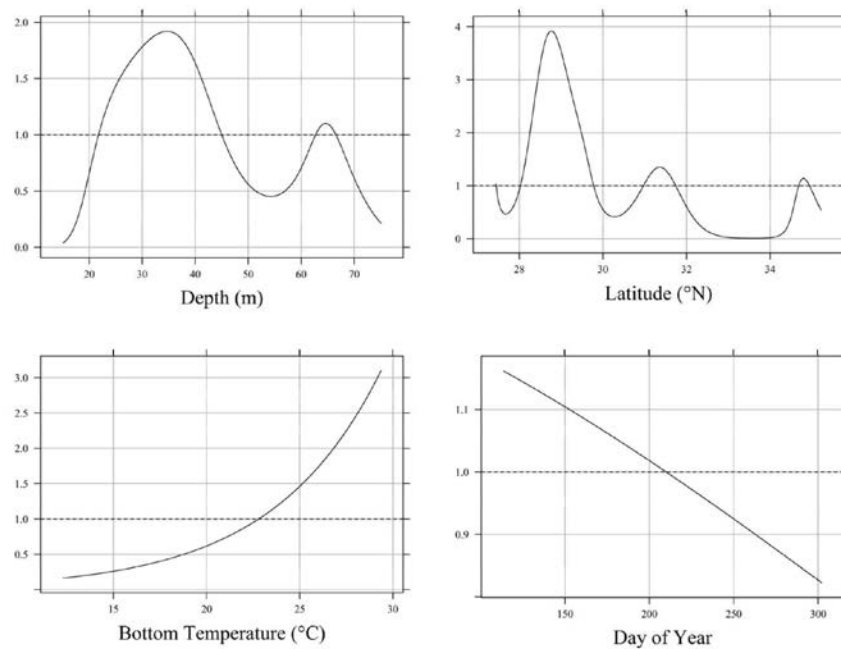 2.0
1.5
1.0
0.5
0.0
20 30 40 50 60 70
Depth (m)
4
3
2
1
0
28 30 32 34
Latitude (°N)
3.0
2.5
2.0
1.5
1.0
0.5
15 20 25 30
Bottom Temperature (°C)
1.1
1.0
0.9
150 200 250 300
Day of Year